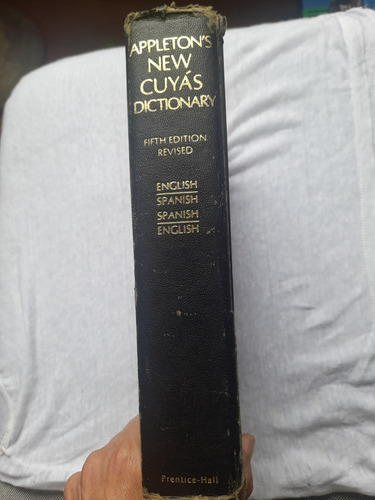 APPLETON'S
NEW
CUYÁS
DICTIONARY
FIFTH EDITION
REVISED
ENGLISH
SPANISH
SPANISH
ENGLISH
Prentice-Hall